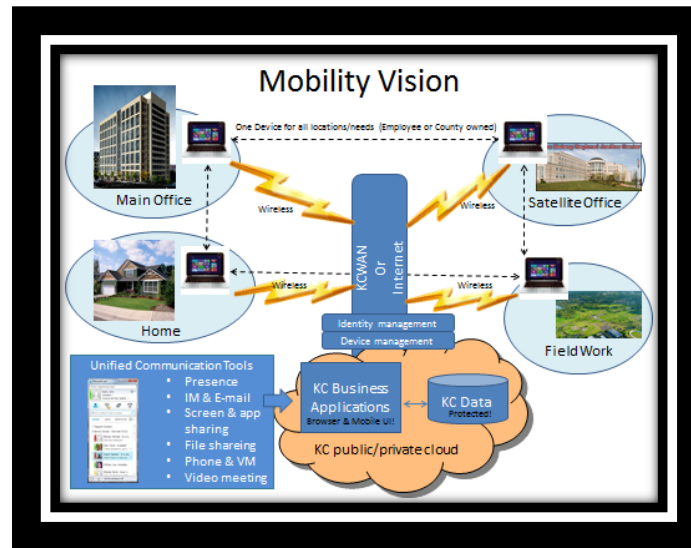 Mobility Vision
One Device for all locations/needs (Employee or County owned)
Main Office
Wireless
Wireless
Satellite Office
KCWAN
Or
Internet
Home
Wireless
Wireless
Field Work
Identity management
Device management
Unified Communication Tools
• Presence
• IM & E-mail
• Screen & app
sharing
• File shareing
• Phone & VM
• Video meeting
KC Business
Applications
Browser & Mobile UI!
KC Data
Protected!
KC public/private cloud